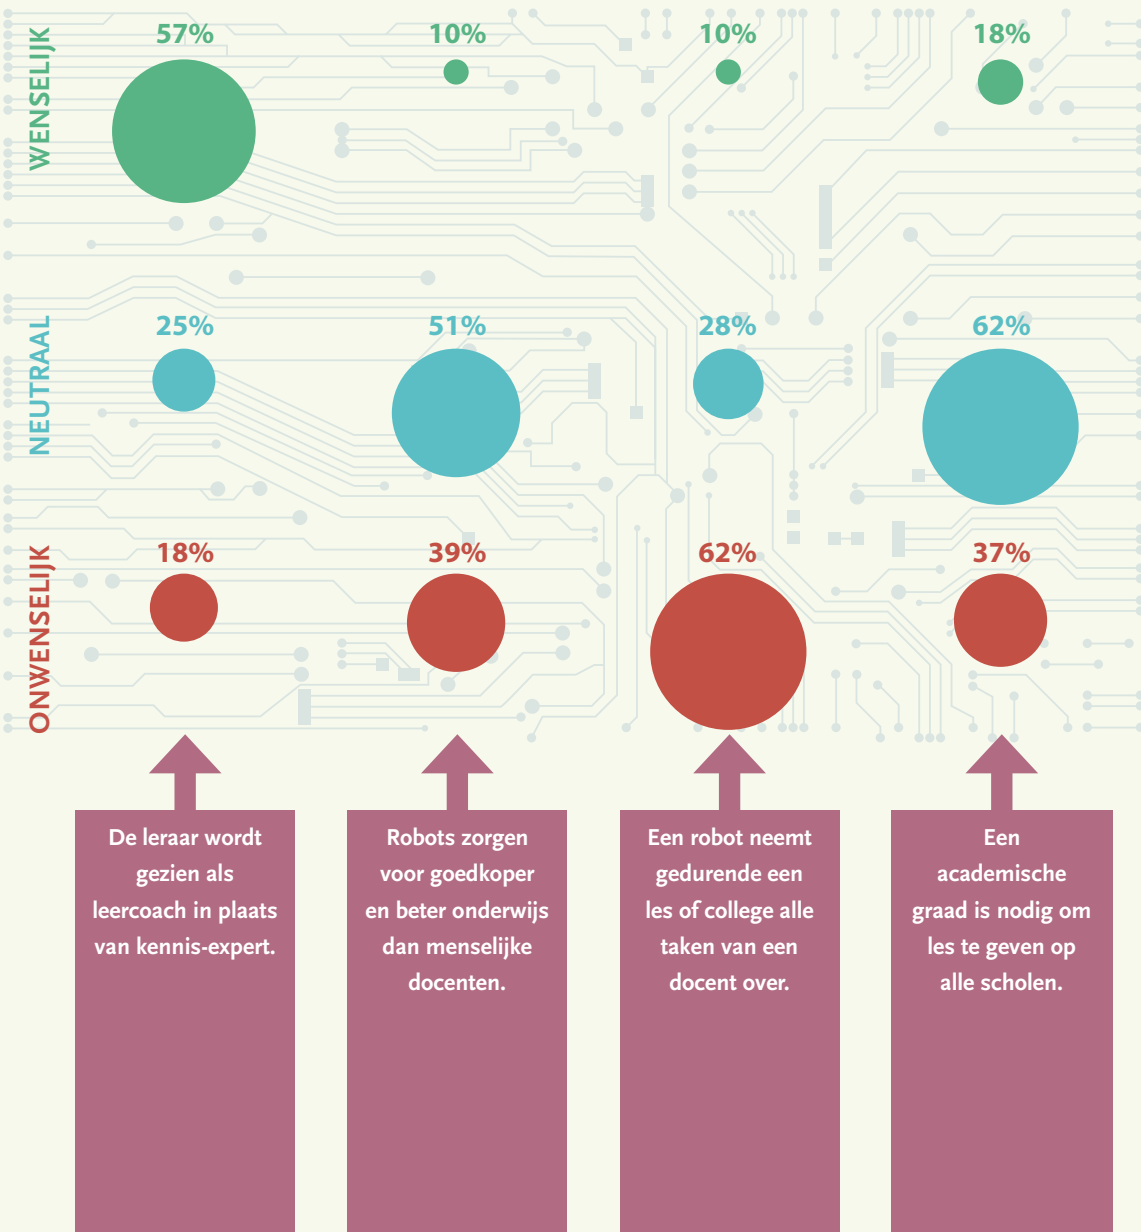 WENSELIJK
57%
10%
10%
18%
NEUTRAAL
25%
51%
28%
62%
ONWENSELIJK
18%
39%
62%
37%
De leraar wordt
gezien als
leercoach in plaats
van kennis-expert.
Robots zorgen
voor goedkoper
en beter onderwijs
dan menselijke
docenten.
Een robot neemt
gedurende een
les of college alle
taken van een
docent over.
Een
academische
graad is nodig om
les te geven op
alle scholen.